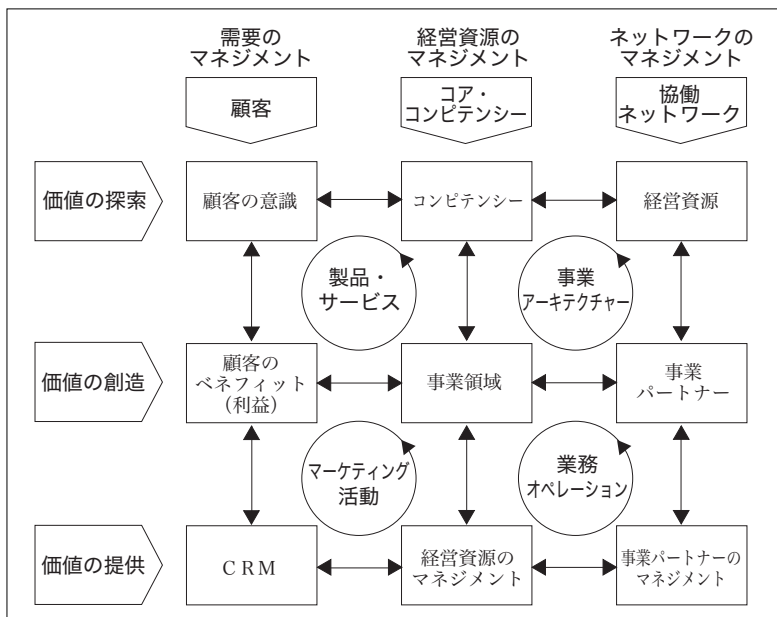 需要の
マネジメント
経営資源の
マネジメント
ネットワークの
マネジメント
顧客
コア・
コンピテンシー
協働
ネットワーク
価値の探索
顧客の意識
コンピテンシー
経営資源
製品・
サービス
事業
アーキテクチャー
価値の創造
顧客の
ベネフィット
(利益)
事業領域
事業
パートナー
マーケティング
活動
業務
オペレーション
価値の提供
CRM
経営資源の
マネジメント
事業パートナーの
マネジメント